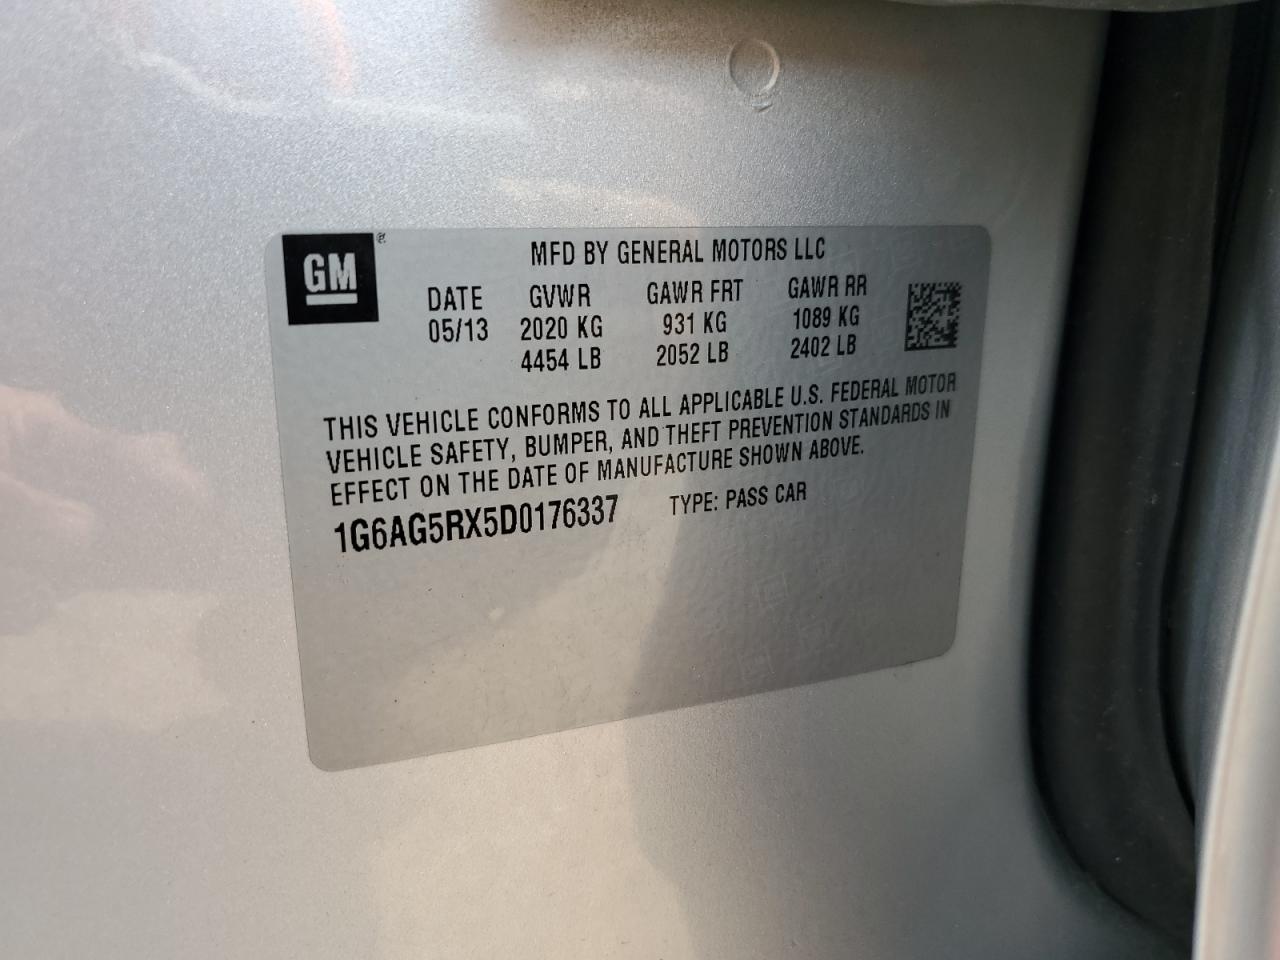 GM
MFD BY GENERAL MOTORS LLC
DATE GVWR GAWR FRT GAWR RR
05/13 2020 KG 931 KG 1089 KG
4454 LB 2052 LB 2402 LB
THIS VEHICLE CONFORMS TO ALL APPLICABLE U.S. FEDERAL MOTOR
VEHICLE SAFETY, BUMPER, AND THEFT PREVENTION STANDARDS IN
EFFECT ON THE DATE OF MANUFACTURE SHOWN ABOVE.
1G6AG5RX5D0176337 TYPE: PASS CAR